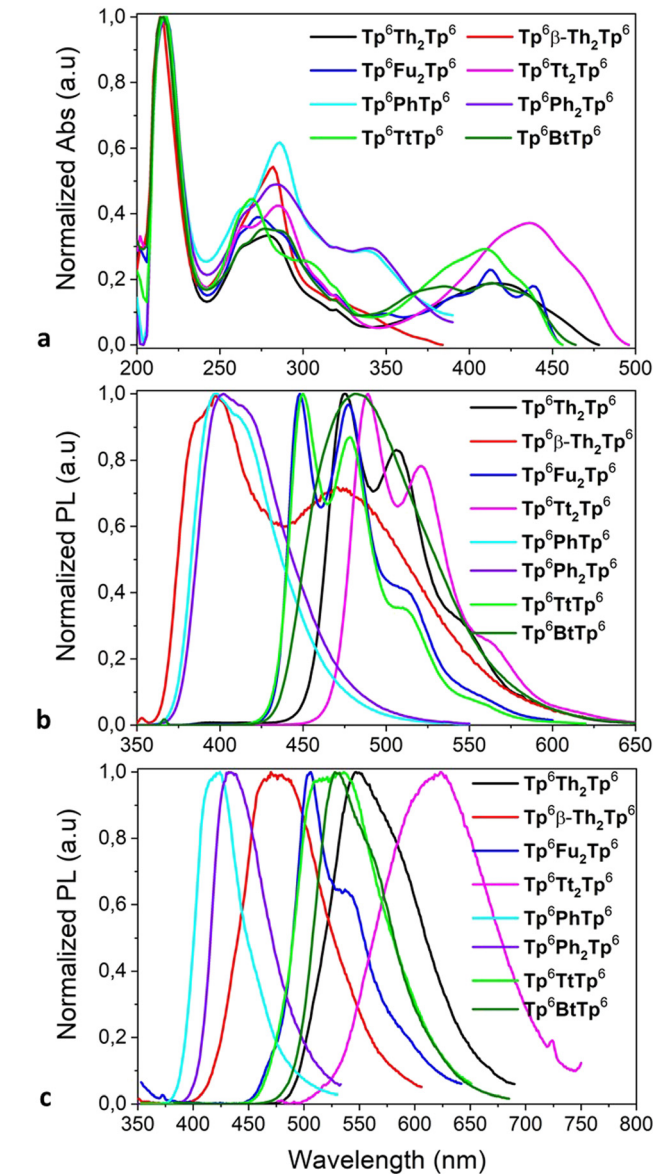 Normalized Abs (a.u)
1,0
0,8
0,6
0,4
0,2
0,0
Tp⁶Th₂Tp⁶ Tp⁶β-Th₂Tp⁶
Tp⁶Fu₂Tp⁶ Tp⁶Tt₂Tp⁶
Tp⁶PhTp⁶ Tp⁶Ph₂Tp⁶
Tp⁶TtTp⁶ Tp⁶BtTp⁶
a
200 250 300 350 400 450 500
Normalized PL (a.u)
1,0
0,8
0,6
0,4
0,2
0,0
Tp⁶Th₂Tp⁶
Tp⁶β-Th₂Tp⁶
Tp⁶Fu₂Tp⁶
Tp⁶Tt₂Tp⁶
Tp⁶PhTp⁶
Tp⁶Ph₂Tp⁶
Tp⁶TtTp⁶
Tp⁶BtTp⁶
b
350 400 450 500 550 600 650
Normalized PL (a.u)
1,0
0,8
0,6
0,4
0,2
0,0
Tp⁶Th₂Tp⁶
Tp⁶β-Th₂Tp⁶
Tp⁶Fu₂Tp⁶
Tp⁶Tt₂Tp⁶
Tp⁶PhTp⁶
Tp⁶Ph₂Tp⁶
Tp⁶TtTp⁶
Tp⁶BtTp⁶
c
350 400 450 500 550 600 650 700 750 800
Wavelength (nm)